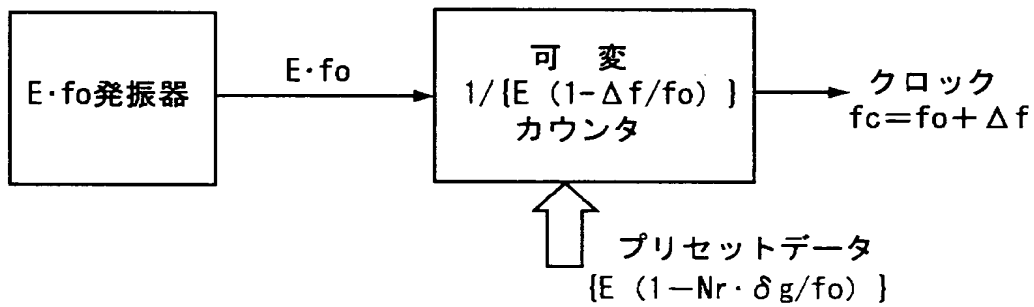 E·fo発振器
E·fo
可 変
1/{E (1-Δf/fo) }
カウンタ
クロック
fc=fo+Δf
プリセットデータ
{E (1-Nr·δg/fo) }